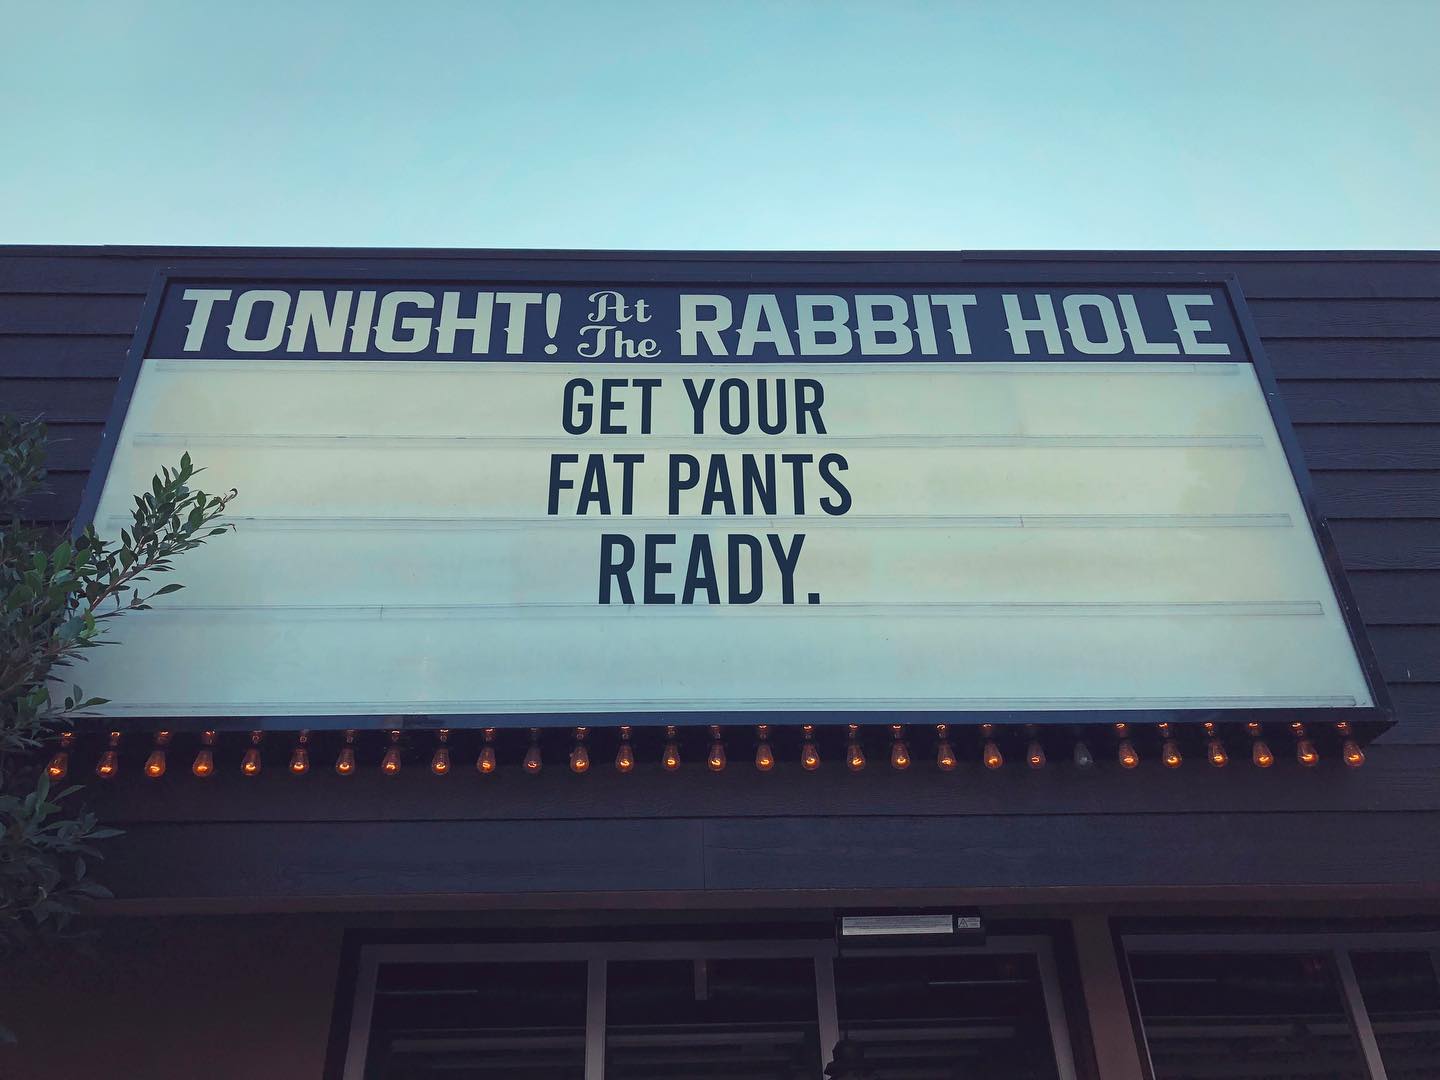 TONIGHT! At The RABBIT HOLE
GET YOUR
FAT PANTS
READY.